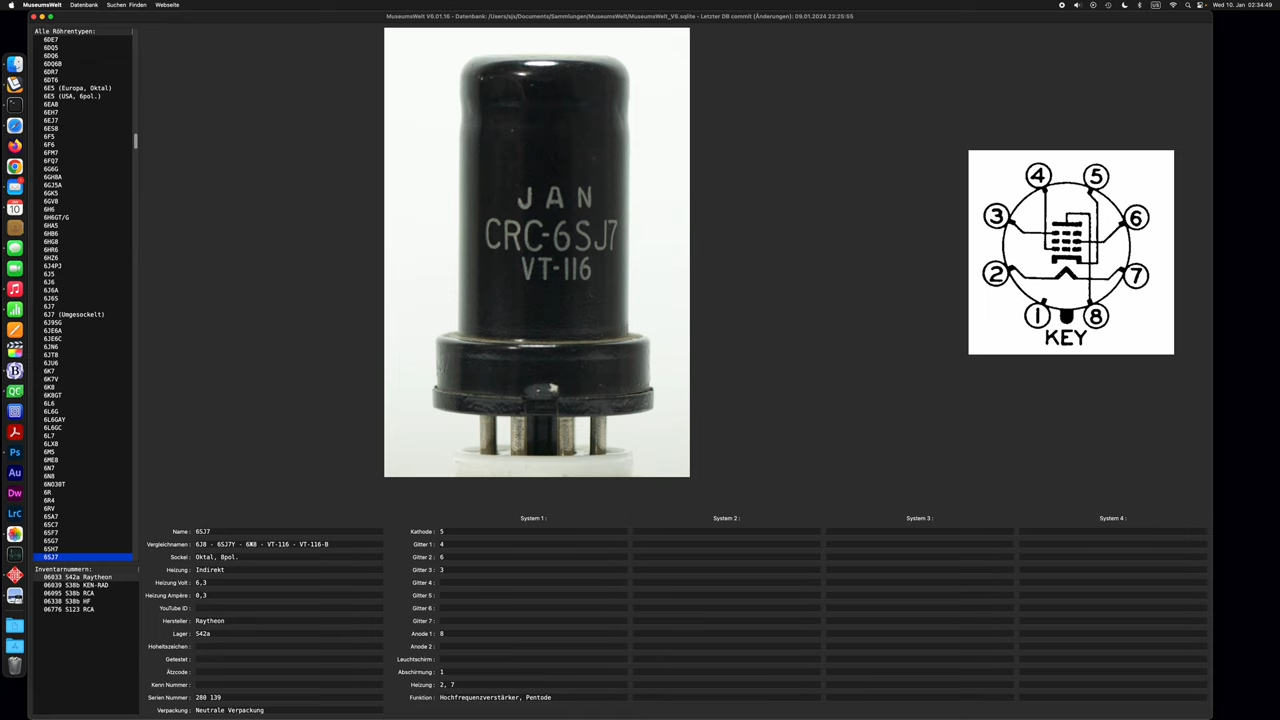 MuseumsWelt Datenbank Suchen Finden Webseite
US
Wed 10. Jan. 02:34:49
MuseumsWelt V6.01.16 - Datenbank: /Users/sjs/Documents/Sammlungen/MuseumsWelt/MuseumsWelt_V6.sqlite - Letzter DB commit (Änderungen): 09.01.2024 23:25:55
Alle Röhrentypen:
6DE7
6DQ5
6DQ6
6DQ6B
6DR7
6DT6
6E5 (Europa, Oktal)
6E5 (USA, 6pol.)
6EA8
6EH7
6EJ7
6ES8
6F5
6F6
6FM7
6FQ7
6G6G
6GH8A
6GJ5A
6GK5
6GV8
6H6
6H6GT/G
6HA5
6HB6
6HG8
6HR6
6HZ6
6J4PJ
6J5
6J6
6J6A
6J6S
6J7
6J7 (Umgesockelt)
6J9SG
6JE6A
6JE6C
6JN6
6JT8
6JU6
6K7
6K7V
6K8
6K8GT
6L6
6L6G
6L6GAY
6L6GC
6L7
6LX8
6M5
6ME8
6N7
6N8
6NO30T
6R
6R4
6RV
6SA7
6SC7
6SF7
6SG7
6SH7
6SJ7
Inventarnummern:
06033 S42a Raytheon
06039 S38b KEN-RAD
06095 S38b RCA
06338 S38b HF
06776 S123 RCA
JAN
CRC-6SJ7
VT-116
4 5
3 6
2 7
1 8
KEY
Name : 6SJ7
Vergleichnamen : 6J8 - 6SJ7Y - 6Ж8 - VT-116 - VT-116-B
Sockel : Oktal, 8pol.
Heizung : Indirekt
Heizung Volt : 6,3
Heizung Ampère : 0,3
YouTube ID :
Hersteller : Raytheon
Lager : S42a
Hoheitszeichen :
Getestet :
Ätzcode :
Kenn Nummer :
Serien Nummer : 280 139
Verpackung : Neutrale Verpackung
System 1 : System 2 : System 3 : System 4 :
Kathode : 5
Gitter 1 : 4
Gitter 2 : 6
Gitter 3 : 3
Gitter 4 :
Gitter 5 :
Gitter 6 :
Gitter 7 :
Anode 1 : 8
Anode 2 :
Leuchtschirm :
Abschirmung : 1
Heizung : 2, 7
Funktion : Hochfrequenzverstärker, Pentode